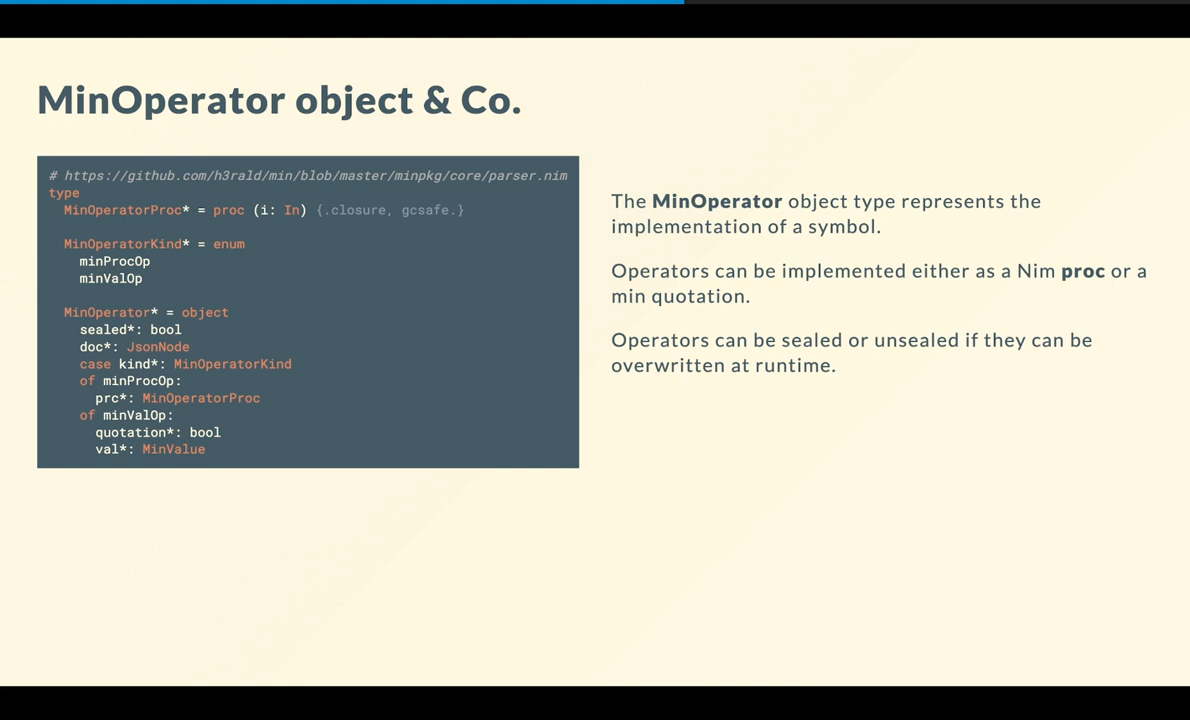 MinOperator object & Co.
# https://github.com/h3rald/min/blob/master/minpkg/core/parser.nim
type
  MinOperatorProc* = proc (i: In) {.closure, gcsafe.}

  MinOperatorKind* = enum
    minProcOp
    minValOp

  MinOperator* = object
    sealed*: bool
    doc*: JsonNode
    case kind*: MinOperatorKind
    of minProcOp:
      prc*: MinOperatorProc
    of minValOp:
      quotation*: bool
      val*: MinValue
The MinOperator object type represents the
implementation of a symbol.
Operators can be implemented either as a Nim proc or a
min quotation.
Operators can be sealed or unsealed if they can be
overwritten at runtime.